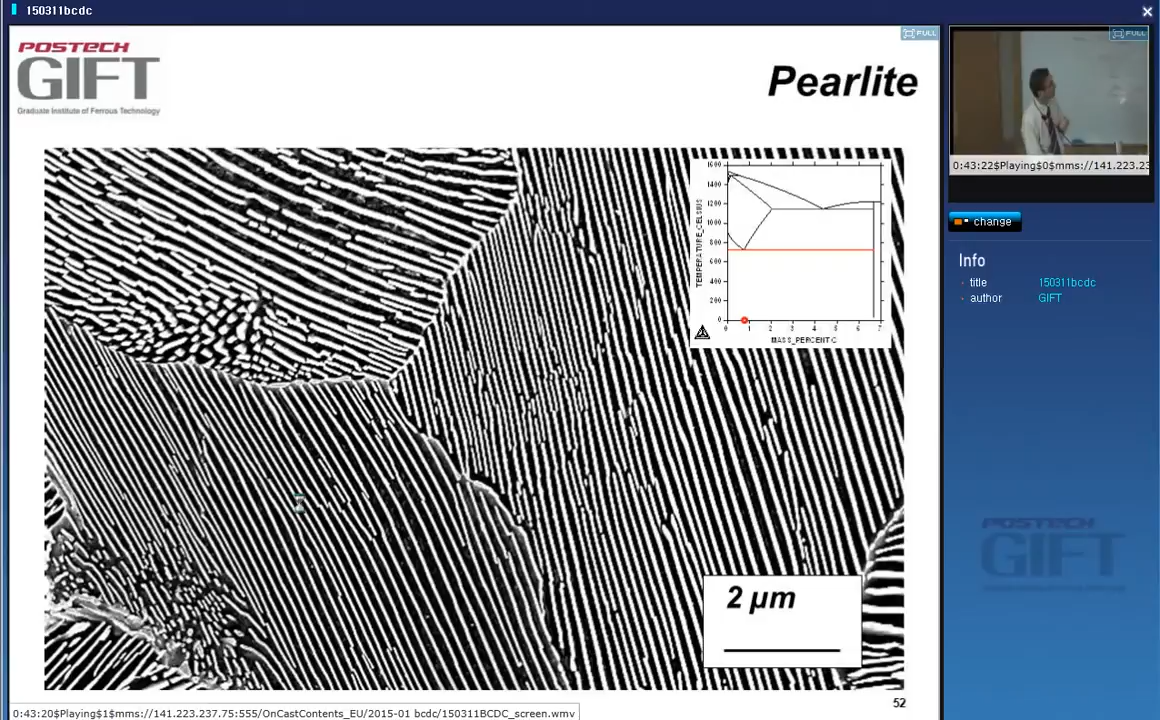 150311bcdc
POSTECH
GIFT
Graduate Institute of Ferrous Technology
FULL
Pearlite
1600
1400
1200
1000
800
600
400
200
0
TEMPERATURE_CELSIUS
0 1 2 3 4 5 6 7
MASS_PERCENT C
2 µm
52
0:43:20$Playing$1$mms://141.223.237.75:555/OnCastContents_EU/2015-01 bcdc/150311BCDC_screen.wmv
FULL
0:43:22$Playing$0$mms://141.223.23
change
Info
title 150311bcdc
author GIFT
POSTECH
GIFT